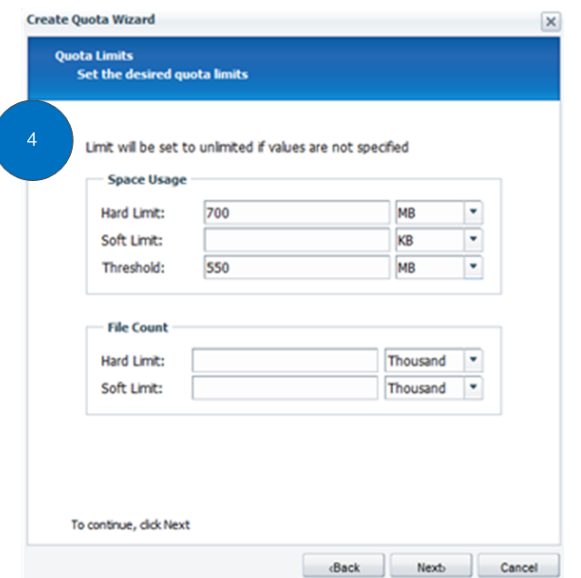 Create Quota Wizard
Quota Limits
Set the desired quota limits
4
Limit will be set to unlimited if values are not specified
Space Usage
Hard Limit: 700 MB
Soft Limit: KB
Threshold: 550 MB
File Count
Hard Limit: Thousand
Soft Limit: Thousand
To continue, click Next
‹Back Next› Cancel